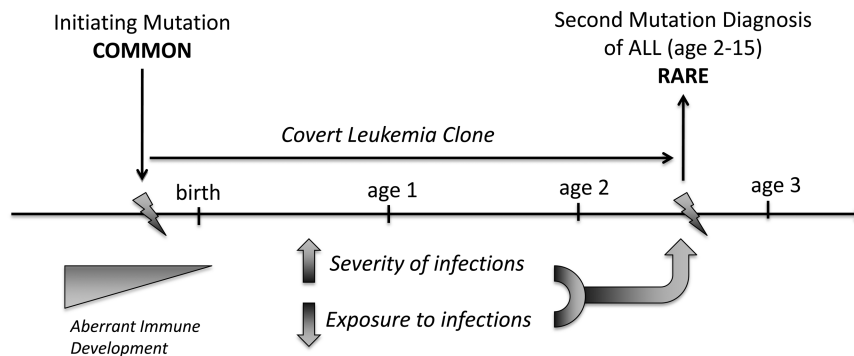 Initiating Mutation
COMMON
Second Mutation Diagnosis
of ALL (age 2-15)
RARE
Covert Leukemia Clone
birth
age 1
age 2
age 3
Severity of infections
Exposure to infections
Aberrant Immune
Development